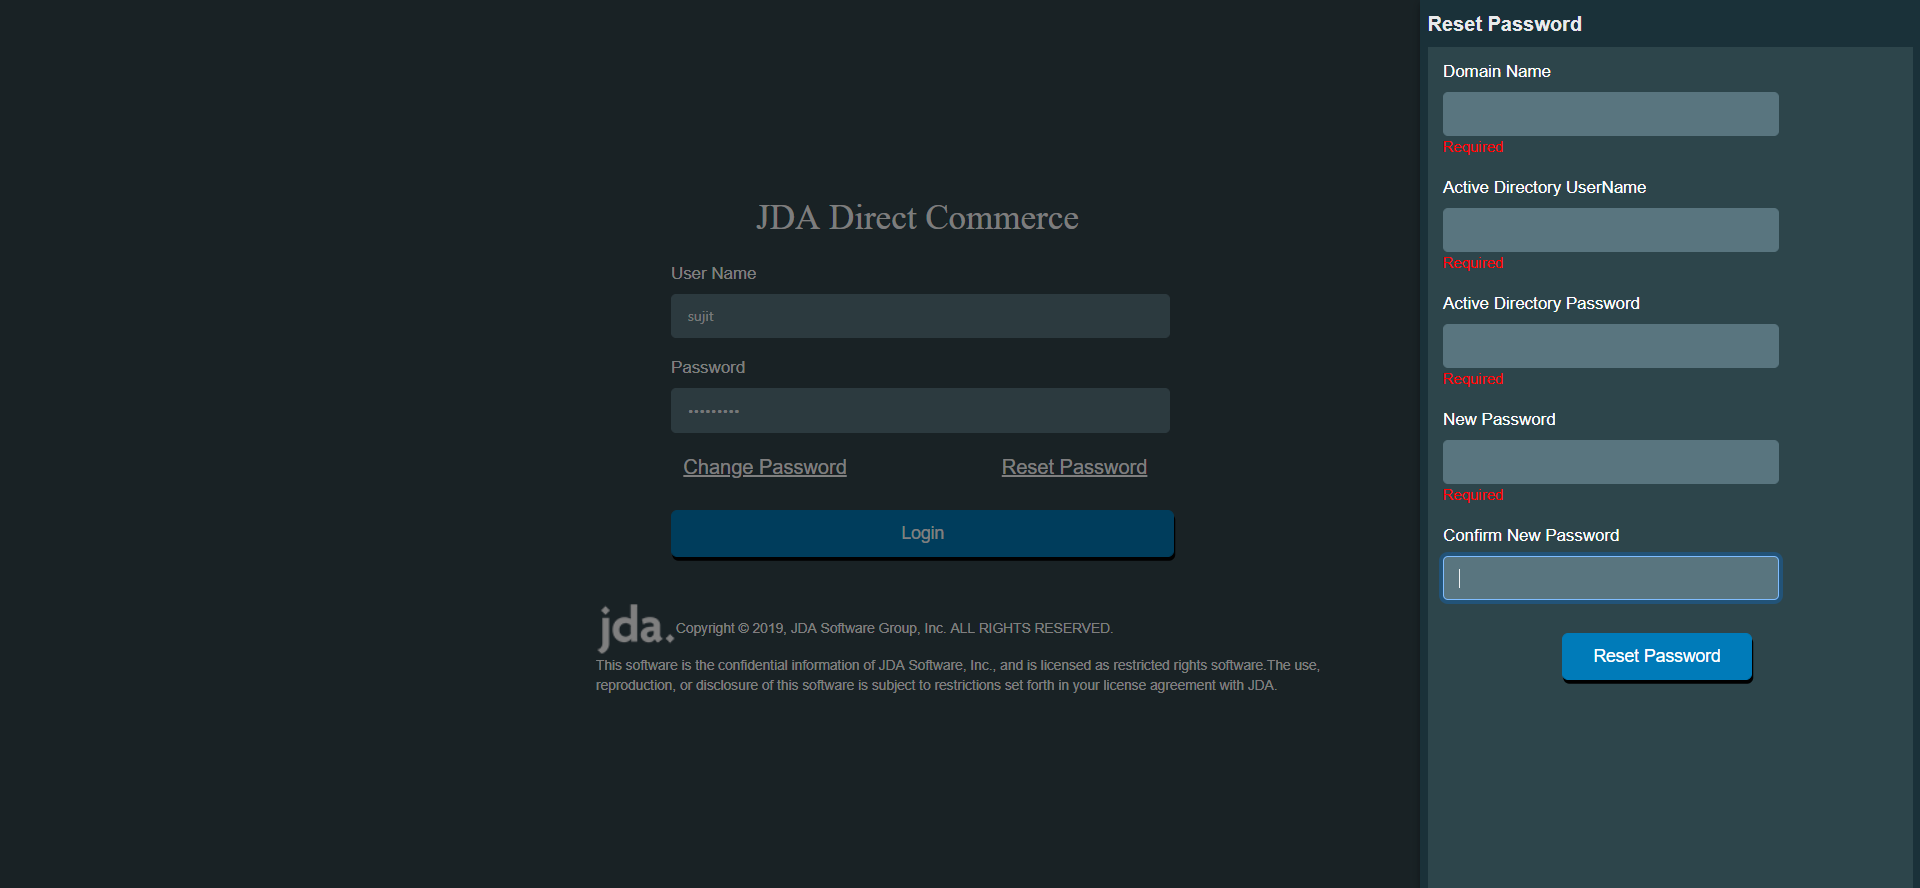 JDA Direct Commerce
User Name
sujit
Password
•••••••••
Change Password Reset Password
Login
jda. Copyright © 2019, JDA Software Group, Inc. ALL RIGHTS RESERVED.
This software is the confidential information of JDA Software, Inc., and is licensed as restricted rights software.The use,
reproduction, or disclosure of this software is subject to restrictions set forth in your license agreement with JDA.
Reset Password
Domain Name
Required
Active Directory UserName
Required
Active Directory Password
Required
New Password
Required
Confirm New Password
Reset Password